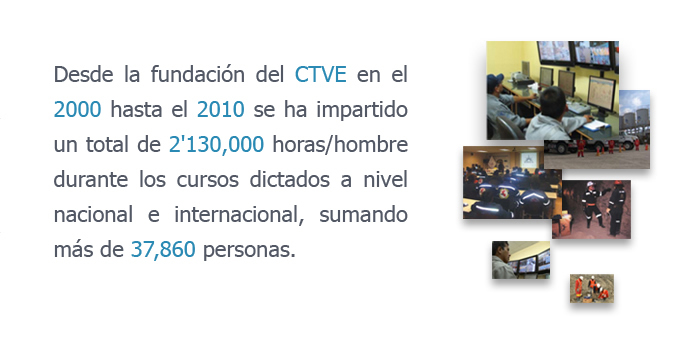 Desde la fundación del CTVE en el
2000 hasta el 2010 se ha impartido
un total de 2'130,000 horas/hombre
durante los cursos dictados a nivel
nacional e internacional, sumando
más de 37,860 personas.